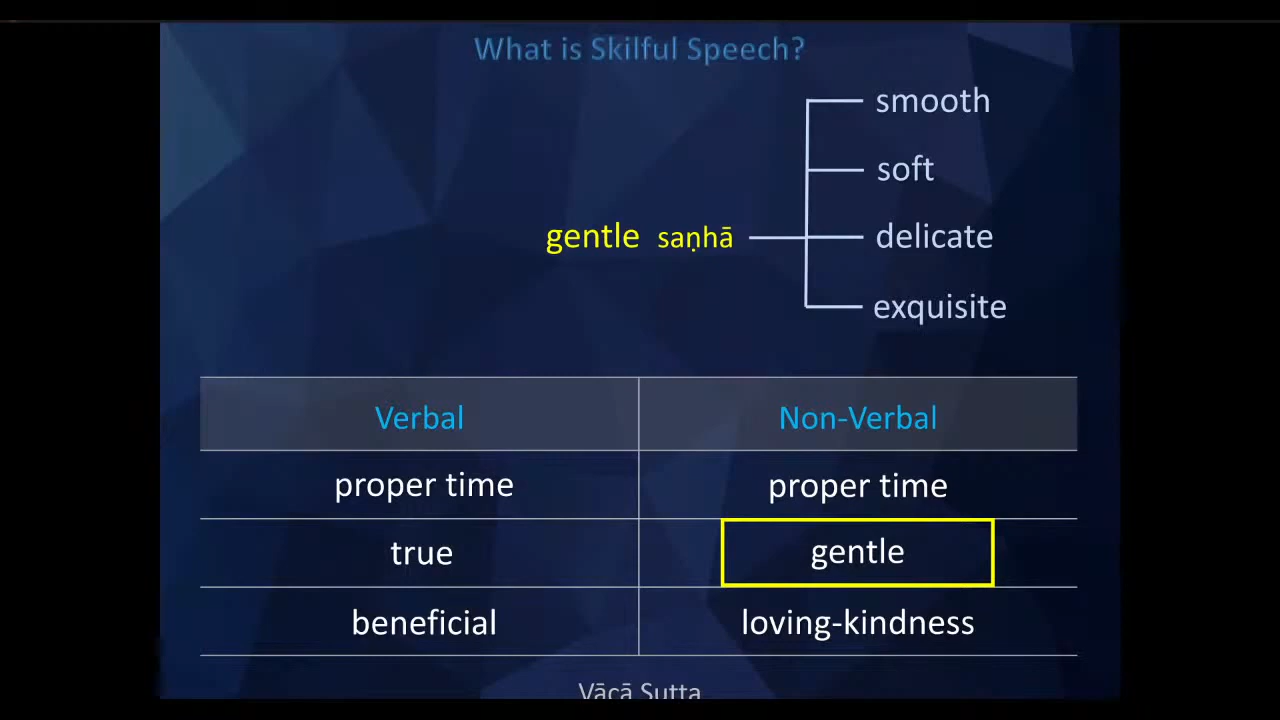 What is Skilful Speech?
smooth
soft
gentle saṇhā
delicate
exquisite
Verbal Non-Verbal
proper time proper time
true gentle
beneficial loving-kindness
Vācā Sutta